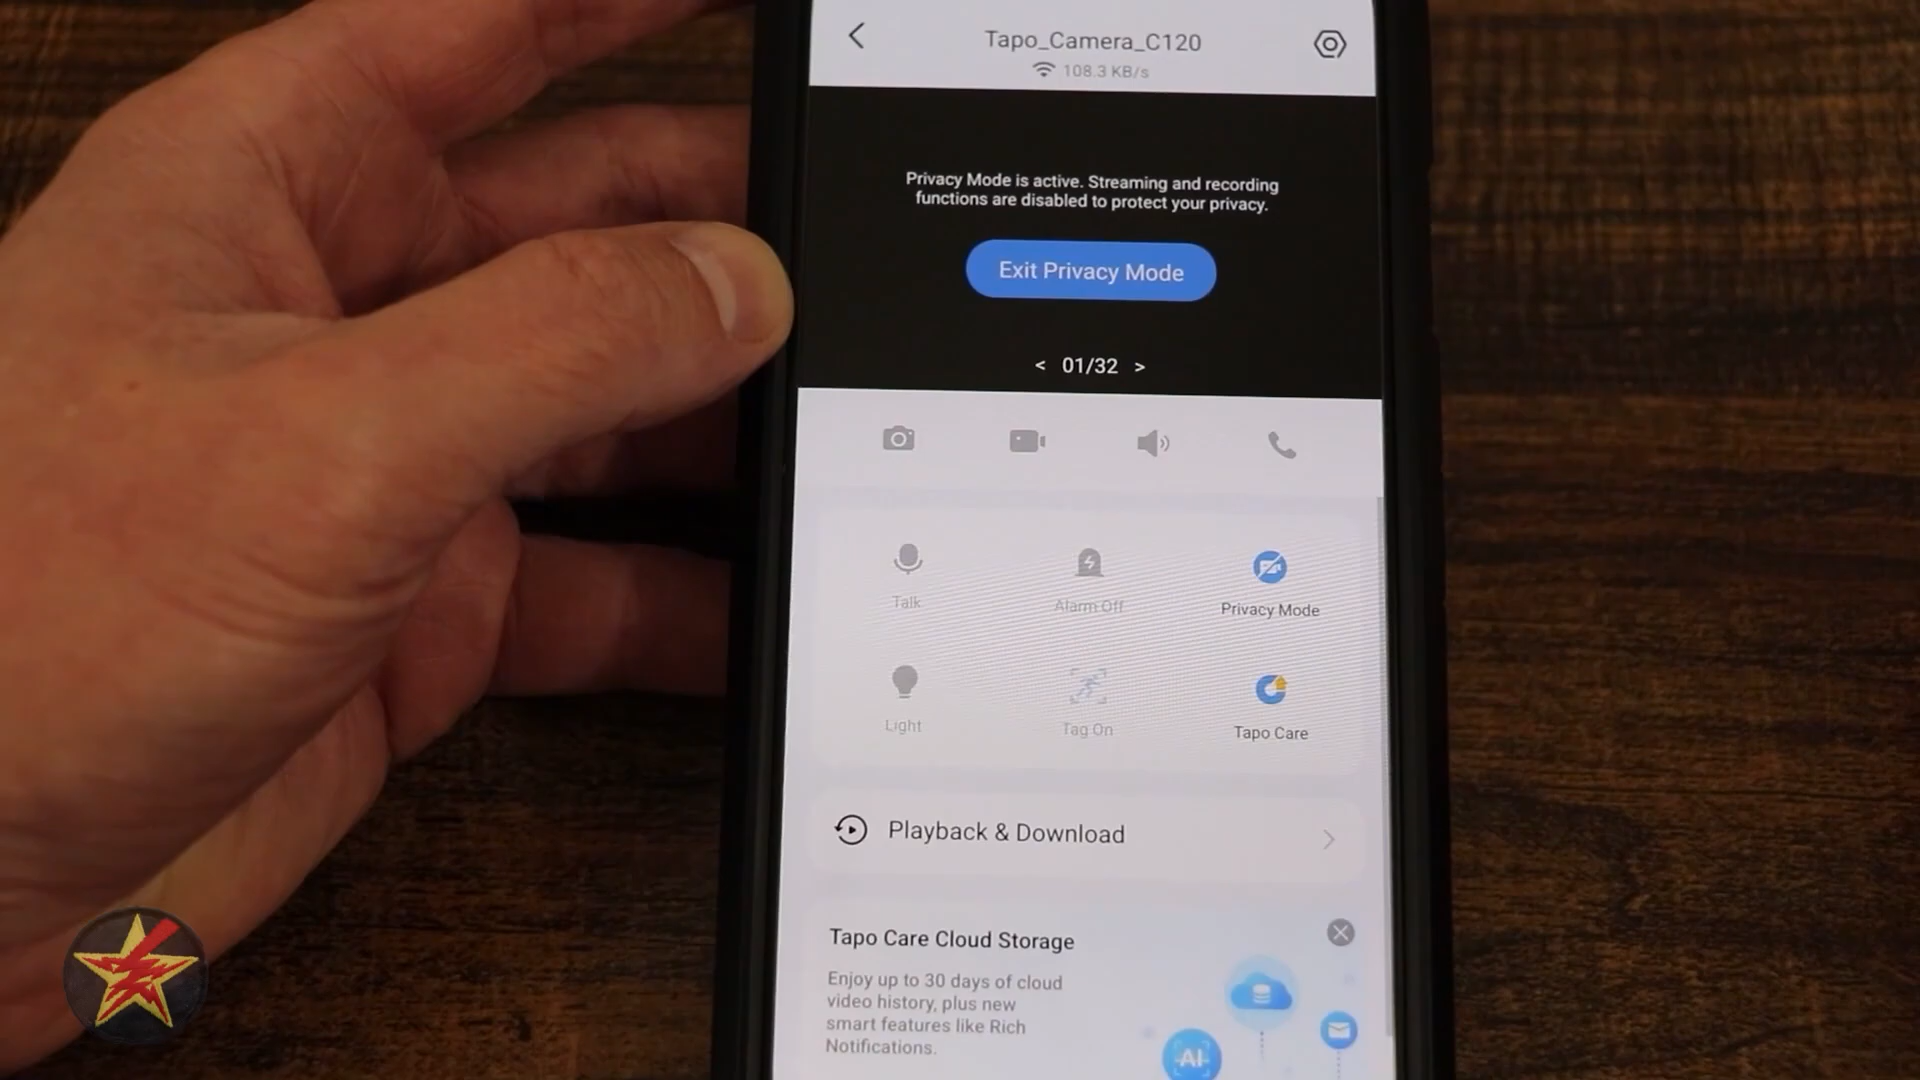 Tapo_Camera_C120
108.3 KB/s
Privacy Mode is active. Streaming and recording
functions are disabled to protect your privacy.
Exit Privacy Mode
< 01/32 >
Talk
Alarm Off
Privacy Mode
Light
Tag On
Tapo Care
Playback & Download
Tapo Care Cloud Storage
Enjoy up to 30 days of cloud
video history, plus new
smart features like Rich
Notifications.
AI